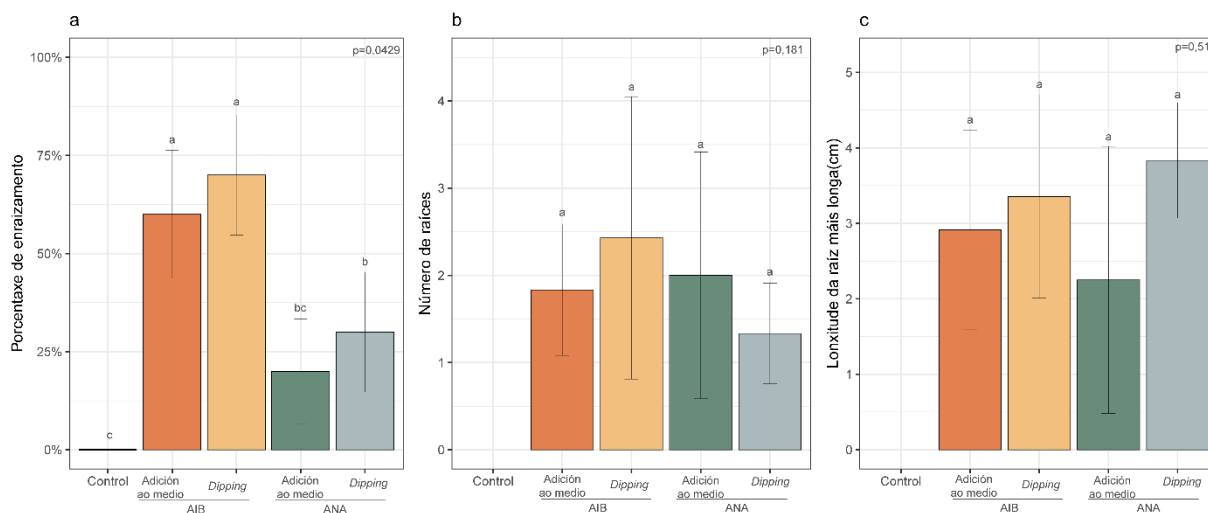 a
p=0.0429
Porcentaxe de enraizamento
100%
75%
50%
25%
0%
c
a
a
bc
b
Control
Adición
ao medio
Dipping
Adición
ao medio
Dipping
AIB
ANA
b
p=0,181
Número de raíces
4
3
2
1
0
a
a
a
a
Control
Adición
ao medio
Dipping
Adición
ao medio
Dipping
AIB
ANA
c
p=0,51
Lonxitude da raíz máis longa(cm)
5
4
3
2
1
0
a
a
a
a
Control
Adición
ao medio
Dipping
Adición
ao medio
Dipping
AIB
ANA